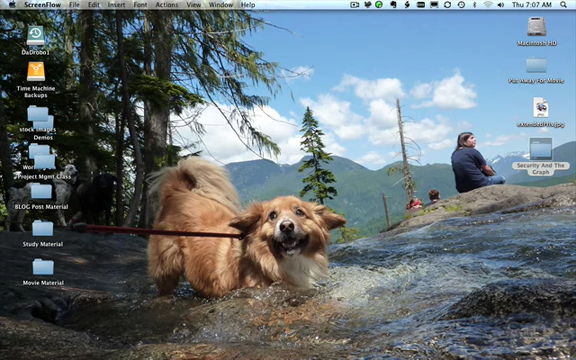 ScreenFlow File Edit Insert Font Actions Arrange View Window Help
Thu 7:07 AM
DaDrobo1
Time Machine
Backups
stock Images
Demos
Project Mgmt Class
BLOG Post Material
Study Material
Movie Material
Macintosh HD
Put Away For Movie
Security And The
Graph